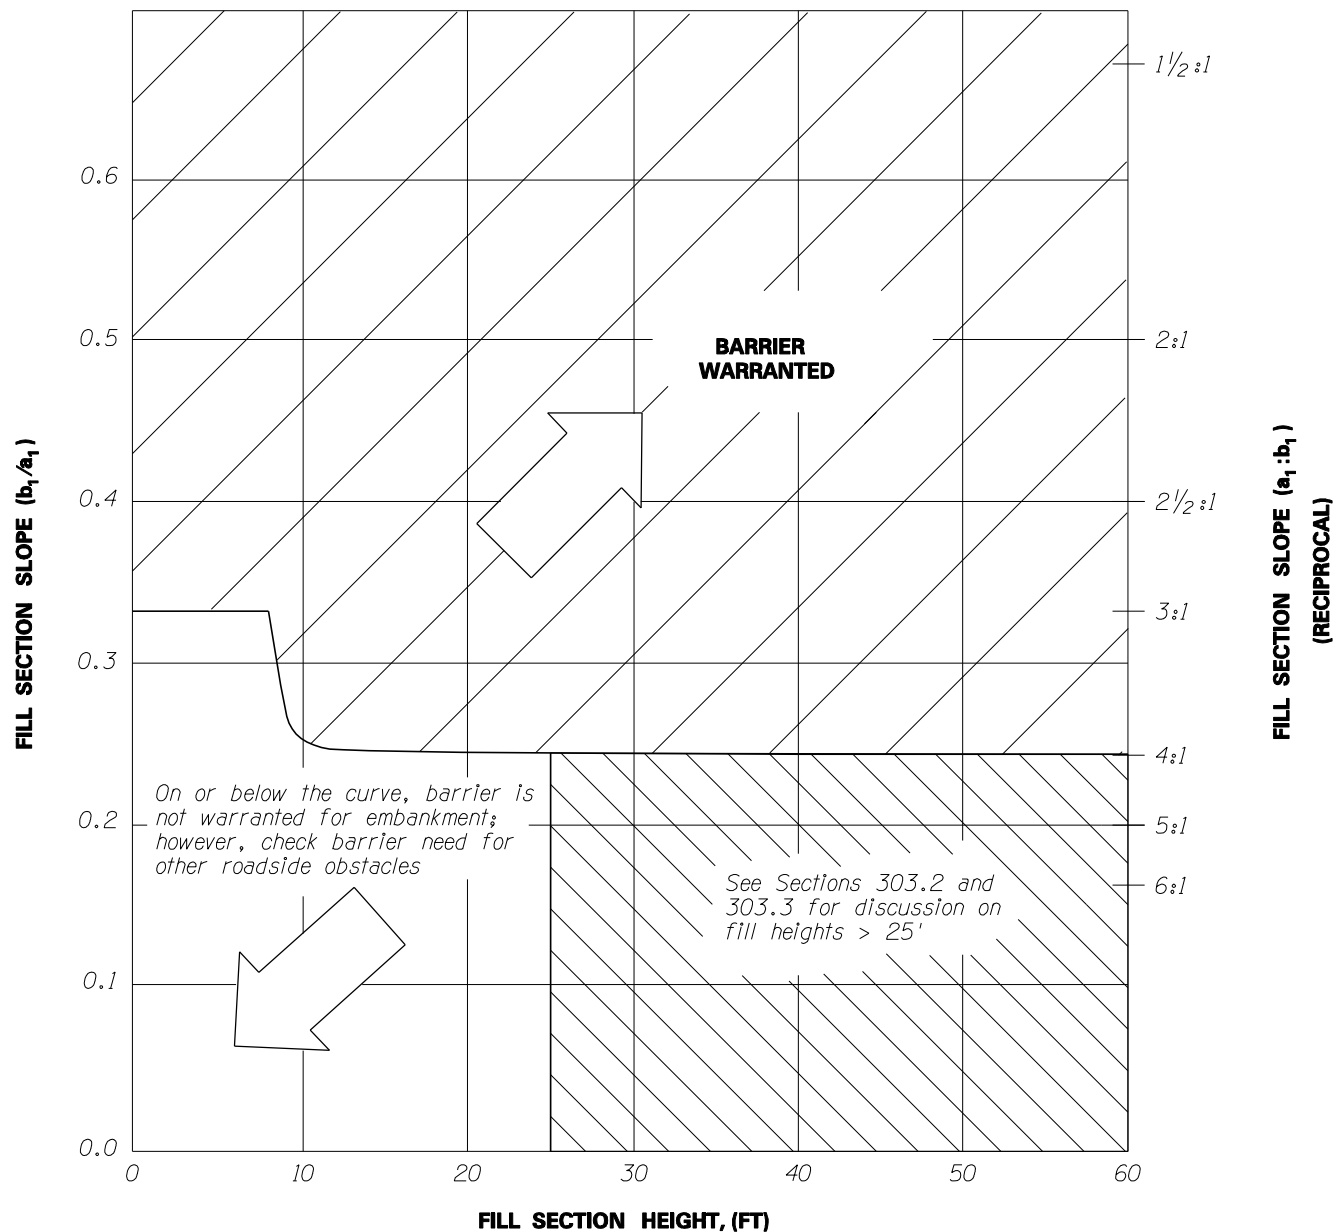 0.6
0.5
0.4
0.3
0.2
0.1
0.0
FILL SECTION SLOPE (b₁/a₁)
BARRIER
WARRANTED
On or below the curve, barrier is
not warranted for embankment;
however, check barrier need for
other roadside obstacles
See Sections 303.2 and
303.3 for discussion on
fill heights > 25'
1 1/2:1
2:1
2 1/2:1
3:1
4:1
5:1
6:1
FILL SECTION SLOPE (a₁:b₁)
(RECIPROCAL)
0 10 20 30 40 50 60
FILL SECTION HEIGHT, (FT)